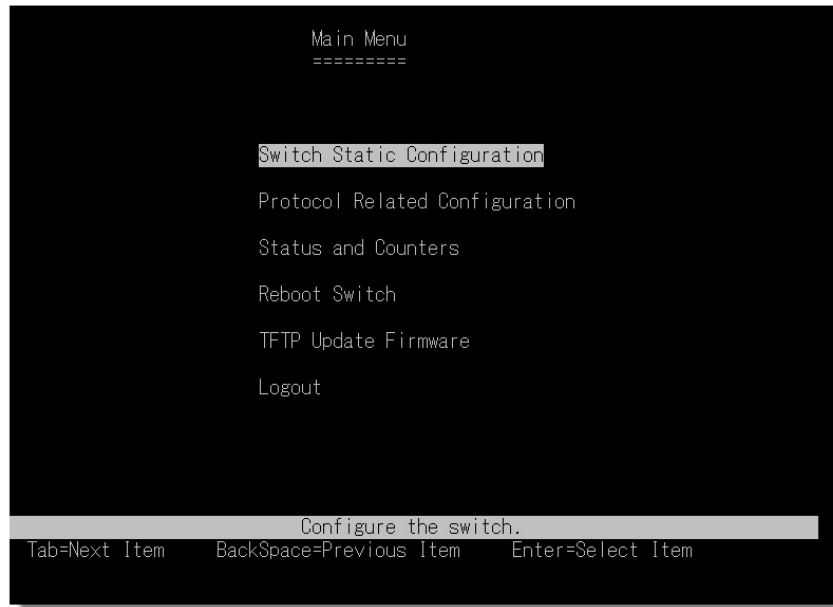 Main Menu
=========
Switch Static Configuration
Protocol Related Configuration
Status and Counters
Reboot Switch
TFTP Update Firmware
Logout
Configure the switch.
Tab=Next Item BackSpace=Previous Item Enter=Select Item